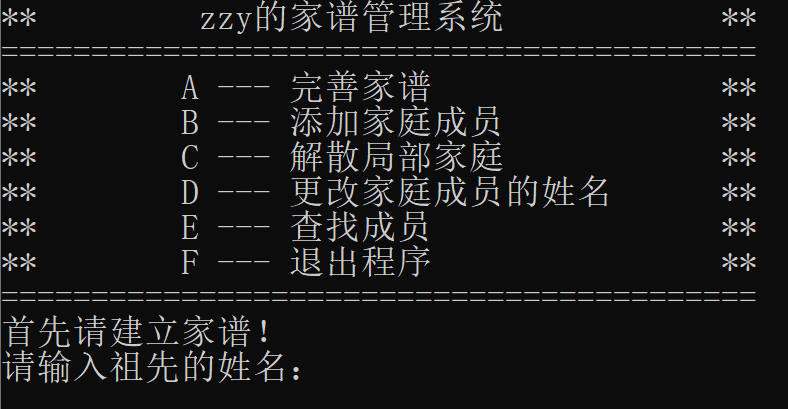 **         zzy的家谱管理系统            **
==========================================
**        A --- 完善家谱                **
**        B --- 添加家庭成员            **
**        C --- 解散局部家庭            **
**        D --- 更改家庭成员的姓名      **
**        E --- 查找成员                **
**        F --- 退出程序                **
==========================================
首先请建立家谱！
请输入祖先的姓名：